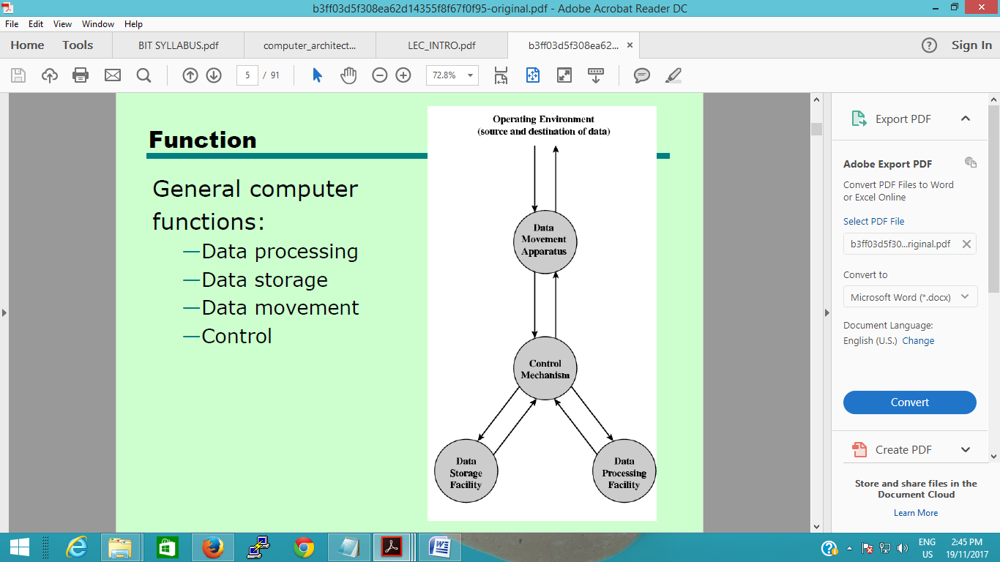 b3ff03d5f308ea62d14355f8f67f0f95-original.pdf - Adobe Acrobat Reader DC
File Edit View Window Help
Home Tools BIT SYLLABUS.pdf computer_architect... LEC_INTRO.pdf b3ff03d5f308ea62... × Sign In
5 / 91 72.8%
Function
General computer
functions:
—Data processing
—Data storage
—Data movement
—Control
Operating Environment
(source and destination of data)
Data
Movement
Apparatus
Control
Mechanism
Data
Storage
Facility
Data
Processing
Facility
Export PDF
Adobe Export PDF
Convert PDF Files to Word
or Excel Online
Select PDF File
b3ff03d5f30...riginal.pdf
Convert to
Microsoft Word (*.docx)
Document Language:
English (U.S.) Change
Convert
Create PDF
Store and share files in the
Document Cloud
Learn More
ENG
US
2:45 PM
19/11/2017